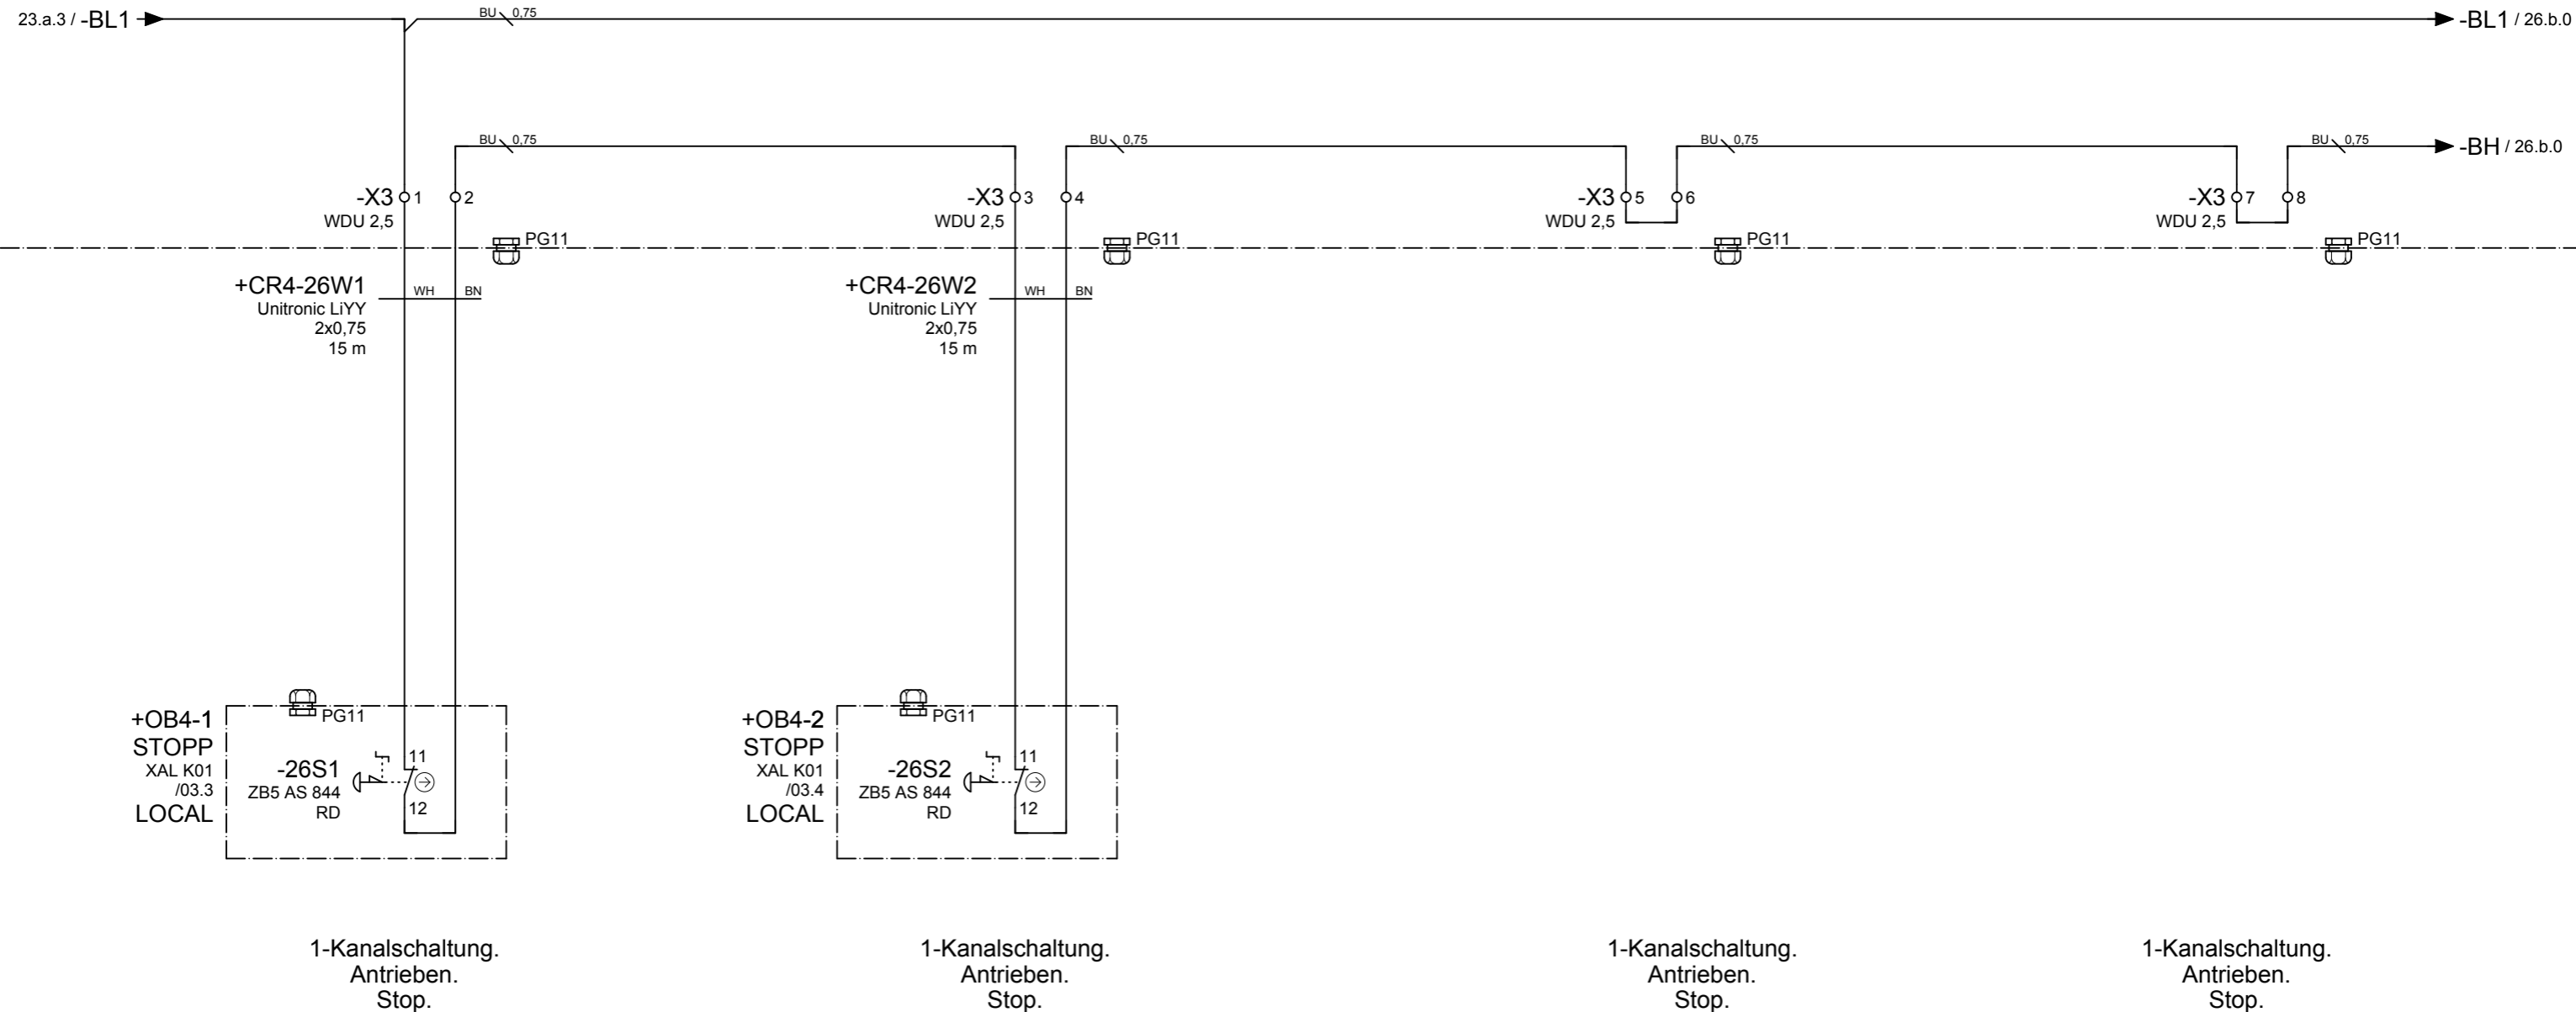 23.a.3 / -BL1
BU 0,75
-BL1 / 26.b.0
BU 0,75
BU 0,75
BU 0,75
BU 0,75
-BH / 26.b.0
-X3 1 2
WDU 2,5
-X3 3 4
WDU 2,5
-X3 5 6
WDU 2,5
-X3 7 8
WDU 2,5
PG11
PG11
PG11
PG11
+CR4-26W1
Unitronic LiYY
2x0,75
15 m
WH BN
+CR4-26W2
Unitronic LiYY
2x0,75
15 m
WH BN
+OB4-1
STOPP
XAL K01
/03.3
LOCAL
PG11
-26S1
ZB5 AS 844
RD
11
12
+OB4-2
STOPP
XAL K01
/03.4
LOCAL
PG11
-26S2
ZB5 AS 844
RD
11
12
1-Kanalschaltung.
Antrieben.
Stop.
1-Kanalschaltung.
Antrieben.
Stop.
1-Kanalschaltung.
Antrieben.
Stop.
1-Kanalschaltung.
Antrieben.
Stop.